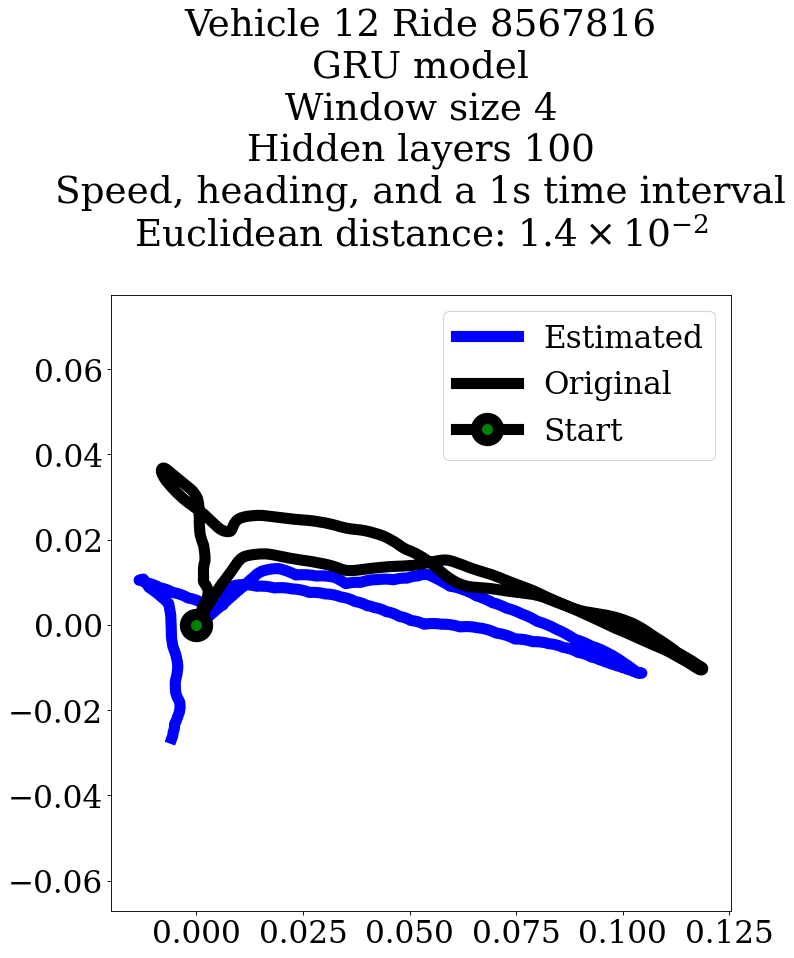 Vehicle 12 Ride 8567816
GRU model
Window size 4
Hidden layers 100
Speed, heading, and a 1s time interval
Euclidean distance: 1.4 × 10⁻²
Estimated
Original
Start
0.06
0.04
0.02
0.00
−0.02
−0.04
−0.06
0.000 0.025 0.050 0.075 0.100 0.125